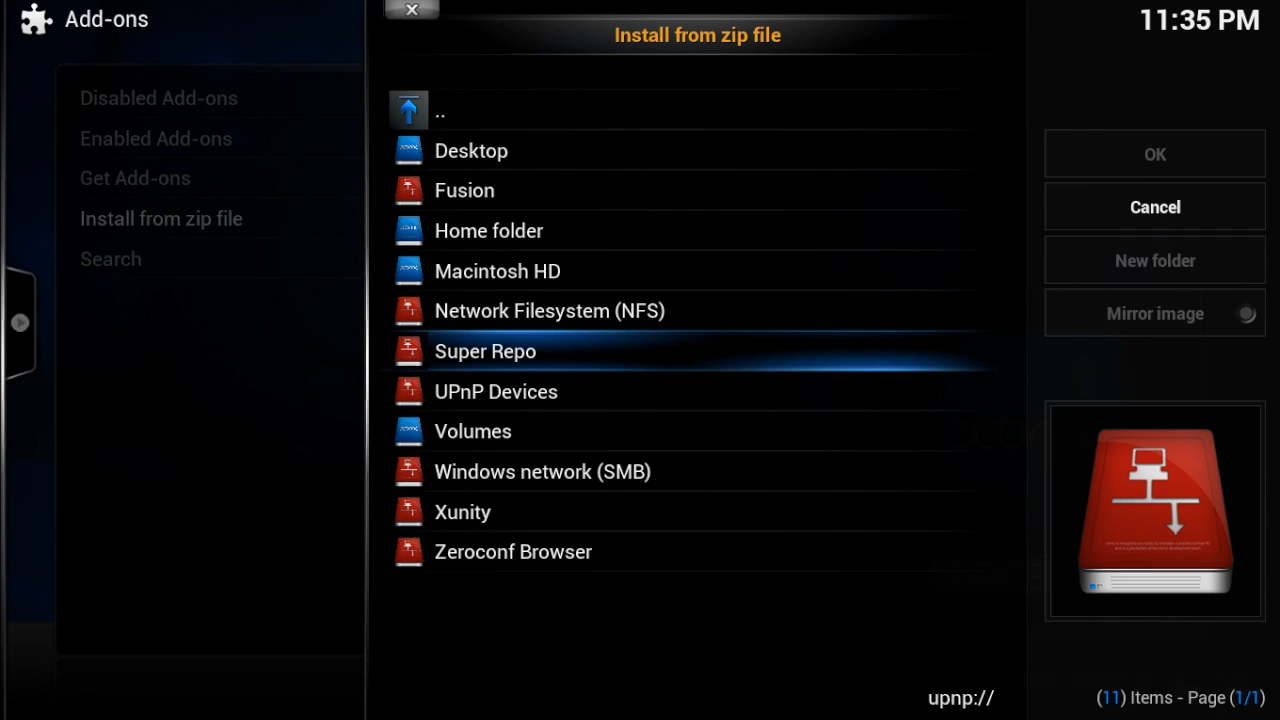 Add-ons
Install from zip file
11:35 PM
Disabled Add-ons
Enabled Add-ons
Get Add-ons
Install from zip file
Search
..
Desktop
Fusion
Home folder
Macintosh HD
Network Filesystem (NFS)
Super Repo
UPnP Devices
Volumes
Windows network (SMB)
Xunity
Zeroconf Browser
OK
Cancel
New folder
Mirror image
upnp://
(11) Items - Page (1/1)